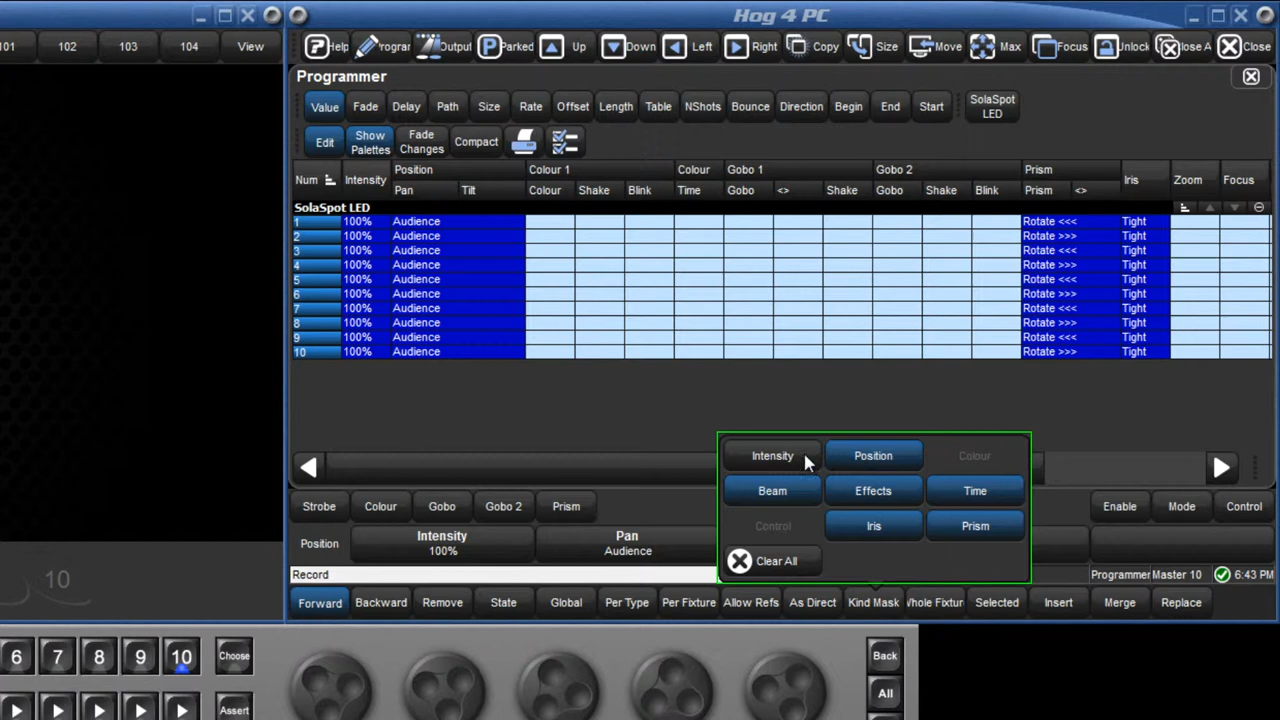 Hog 4 PC
101 102 103 104 View
Help Progra Output Parked Up Down Left Right Copy Size Move Max Focus Unlock lose A Close
Programmer
Value Fade Delay Path Size Rate Offset Length Table NShots Bounce Direction Begin End Start SolaSpot LED
Edit Show Palettes Fade Changes Compact
Num Intensity Position Colour 1 Colour Gobo 1 Gobo 2 Prism Iris Zoom Focus
Pan Tilt Colour Shake Blink Time Gobo <> Shake Gobo Shake Blink Prism <>
SolaSpot LED
1 100% Audience Rotate <<< Tight
2 100% Audience Rotate >>> Tight
3 100% Audience Rotate <<< Tight
4 100% Audience Rotate >>> Tight
5 100% Audience Rotate <<< Tight
6 100% Audience Rotate >>> Tight
7 100% Audience Rotate <<< Tight
8 100% Audience Rotate >>> Tight
9 100% Audience Rotate <<< Tight
10 100% Audience Rotate >>> Tight
Intensity Position Colour
Beam Effects Time
Control Iris Prism
Clear All
Strobe Colour Gobo Gobo 2 Prism Enable Mode Control
Position Intensity Pan
100% Audience
Record Programmer Master 10 6:43 PM
10
Forward Backward Remove State Global Per Type Per Fixture Allow Refs As Direct Kind Mask Whole Fixtur Selected Insert Merge Replace
6 7 8 9 10 Choose Back
All
Assert